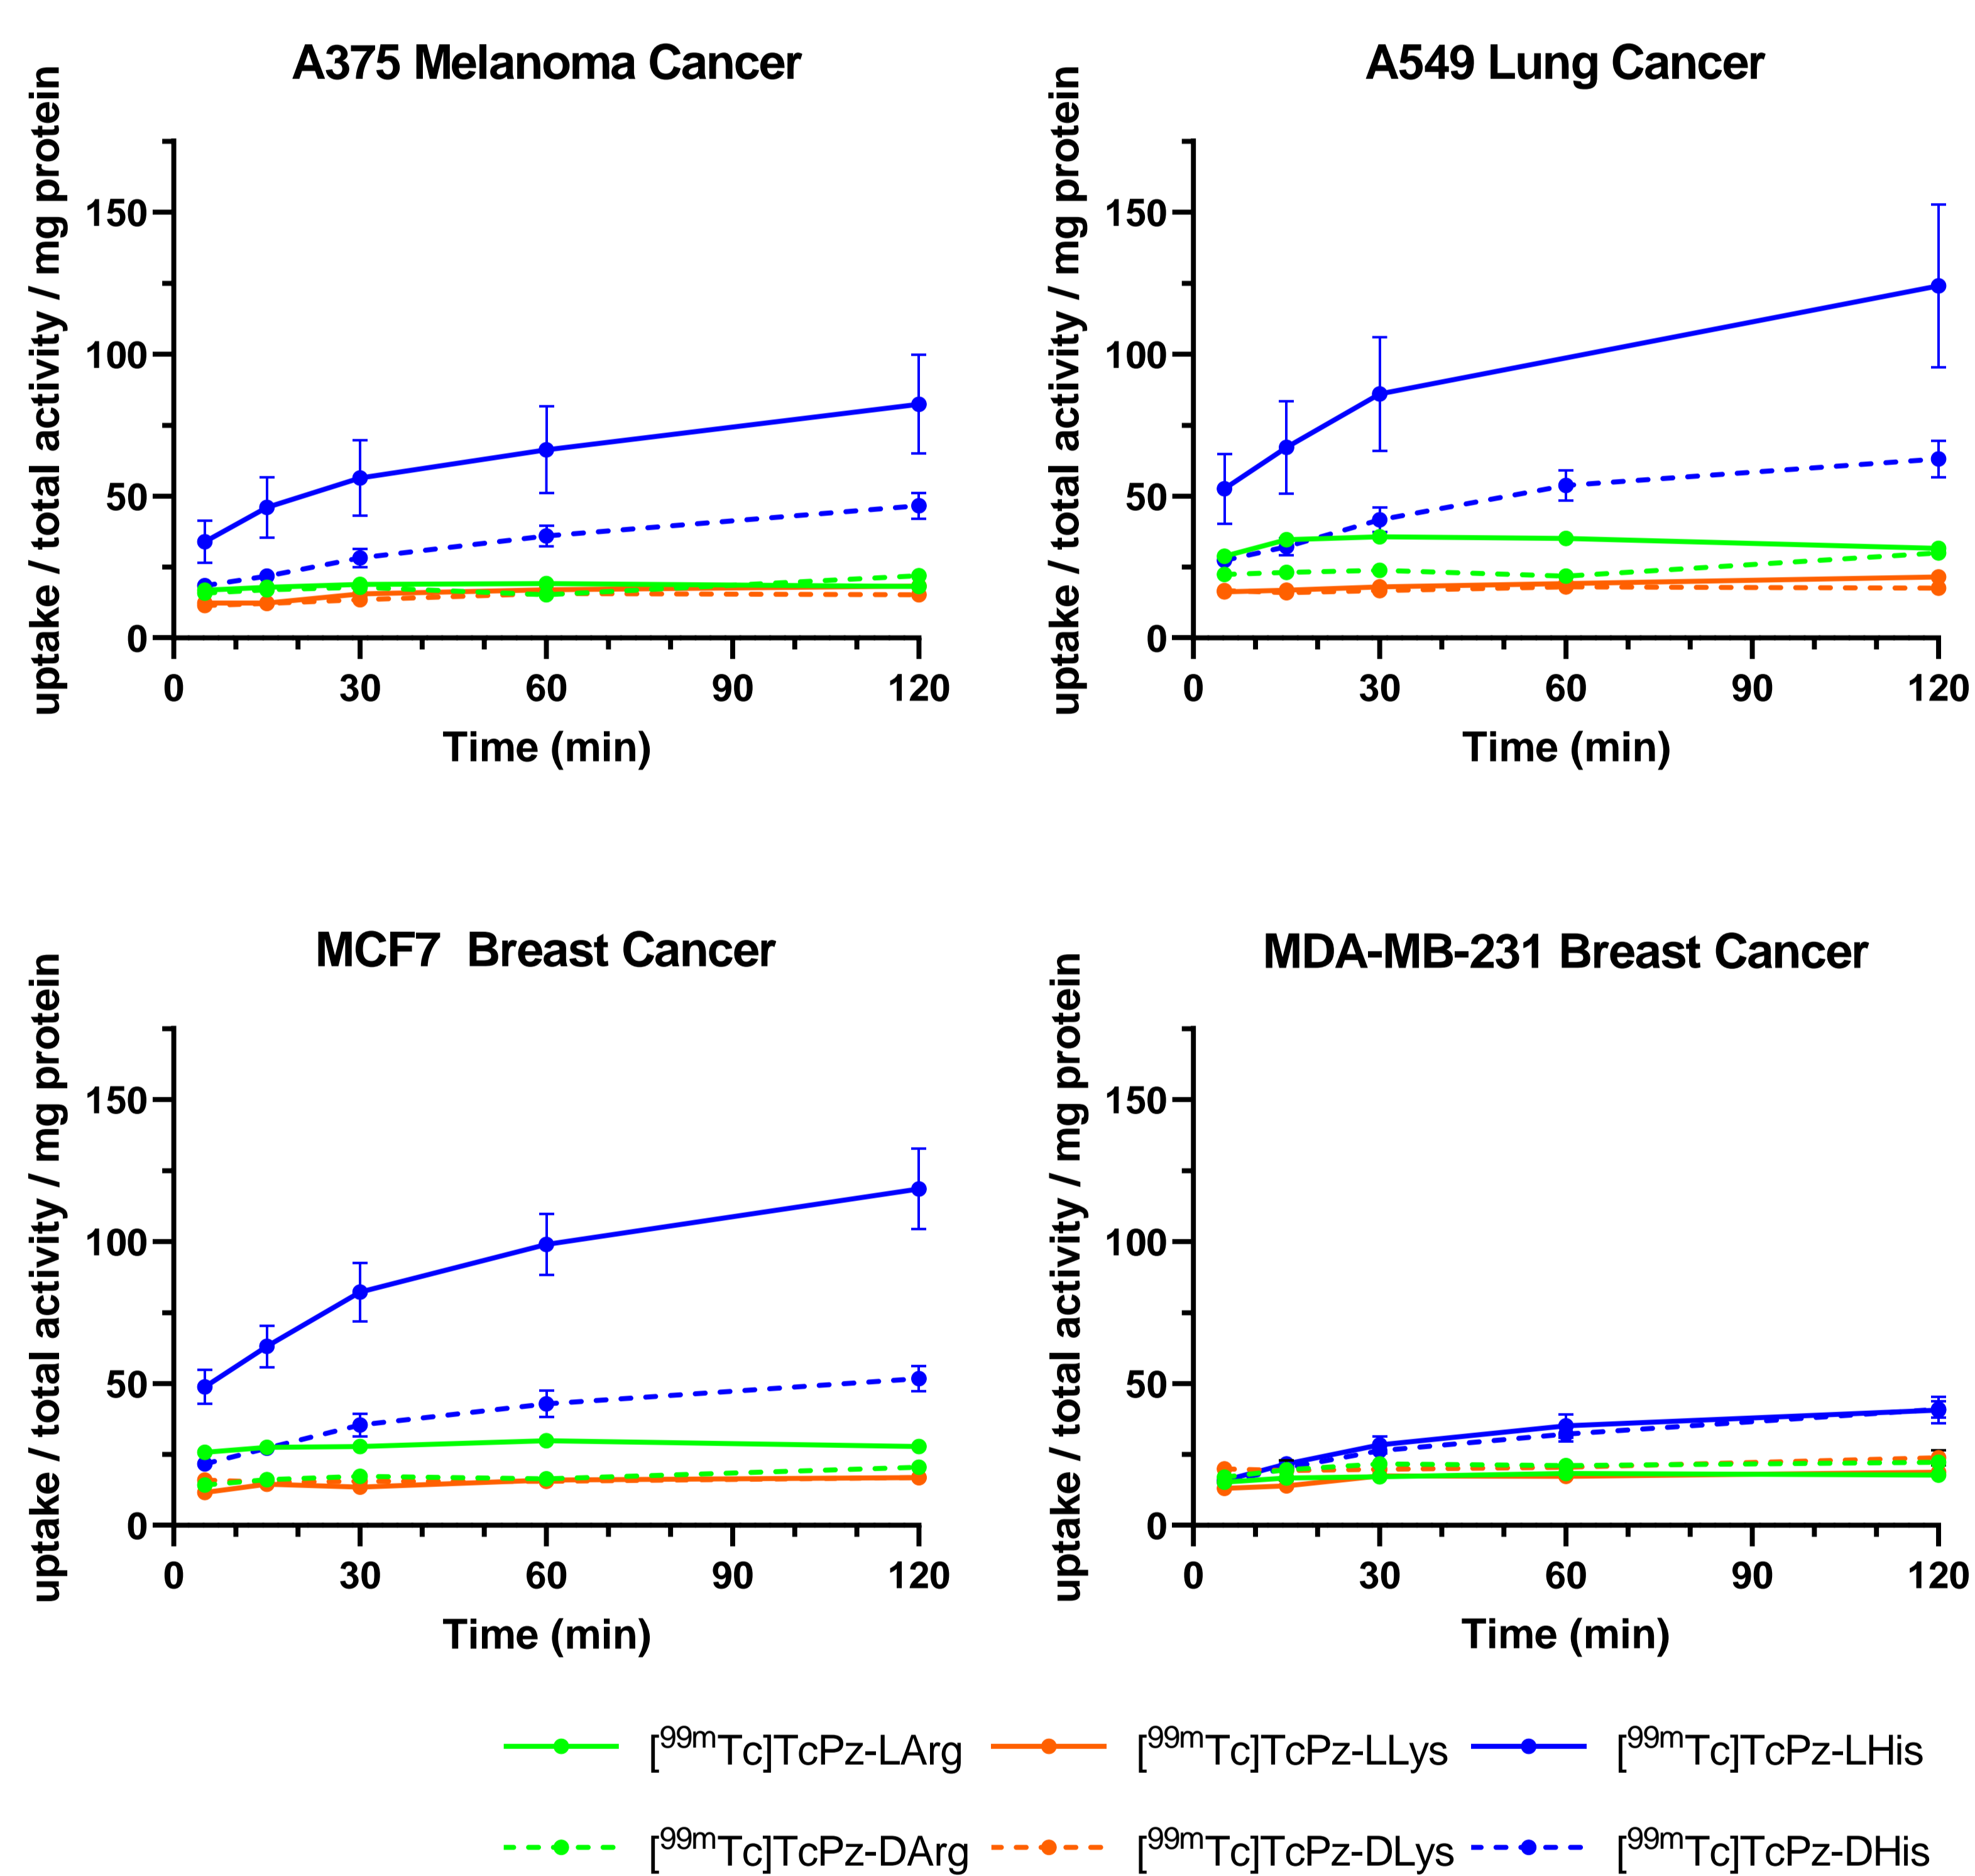 A375 Melanoma Cancer
uptake / total activity / mg protein
150
100
50
0
0 30 60 90 120
Time (min)
A549 Lung Cancer
uptake / total activity / mg protein
150
100
50
0
0 30 60 90 120
Time (min)
MCF7 Breast Cancer
uptake / total activity / mg protein
150
100
50
0
0 30 60 90 120
Time (min)
MDA-MB-231 Breast Cancer
uptake / total activity / mg protein
150
100
50
0
0 30 60 90 120
Time (min)
[99mTc]TcPz-LArg [99mTc]TcPz-LLys [99mTc]TcPz-LHis
[99mTc]TcPz-DArg [99mTc]TcPz-DLys [99mTc]TcPz-DHis